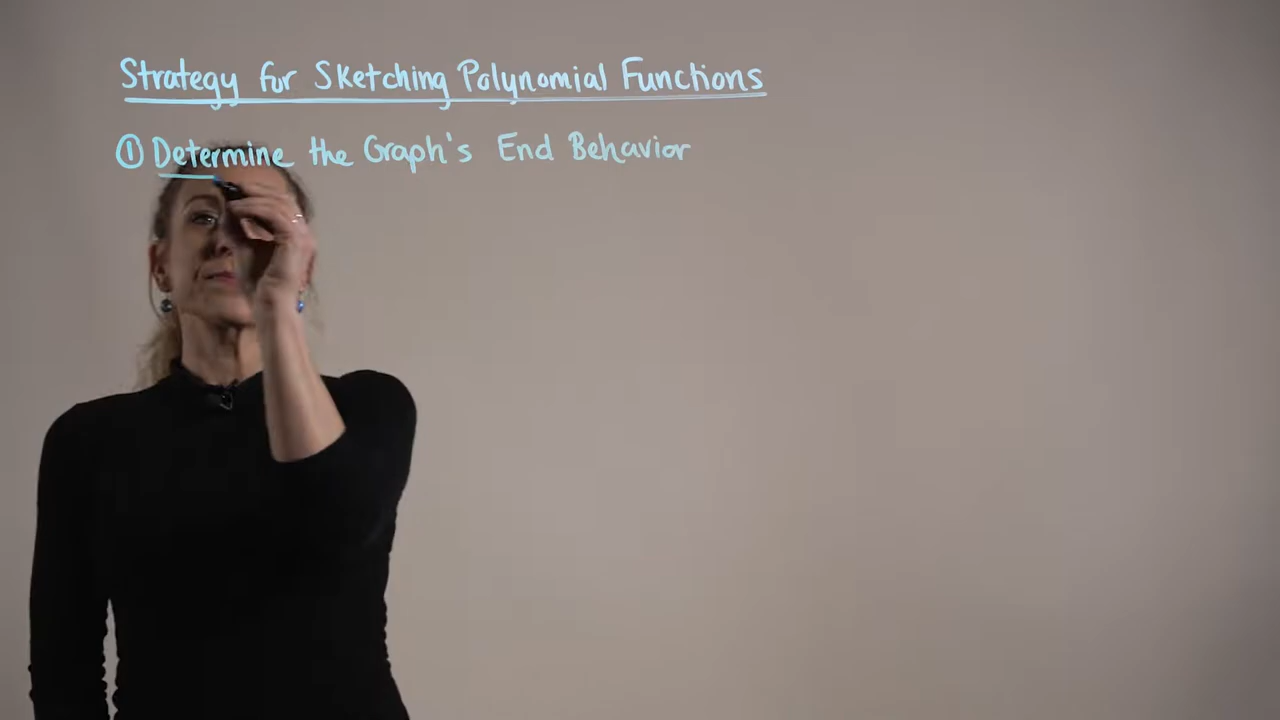 Strategy for Sketching Polynomial Functions
① Determine the Graph's End Behavior